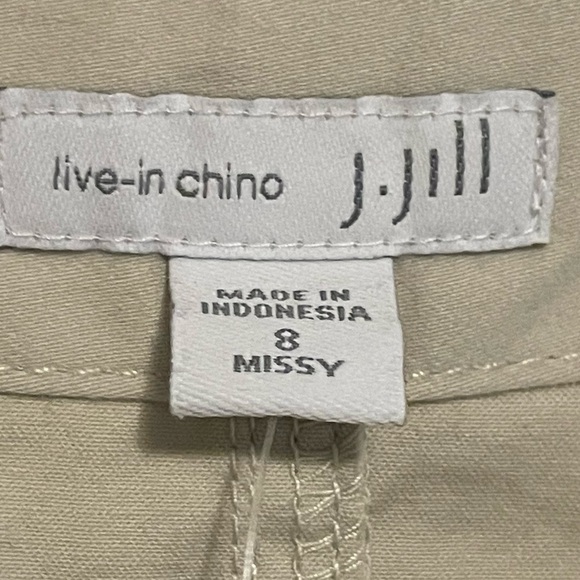 live-in chino J.Jill
MADE IN
INDONESIA
8
MISSY